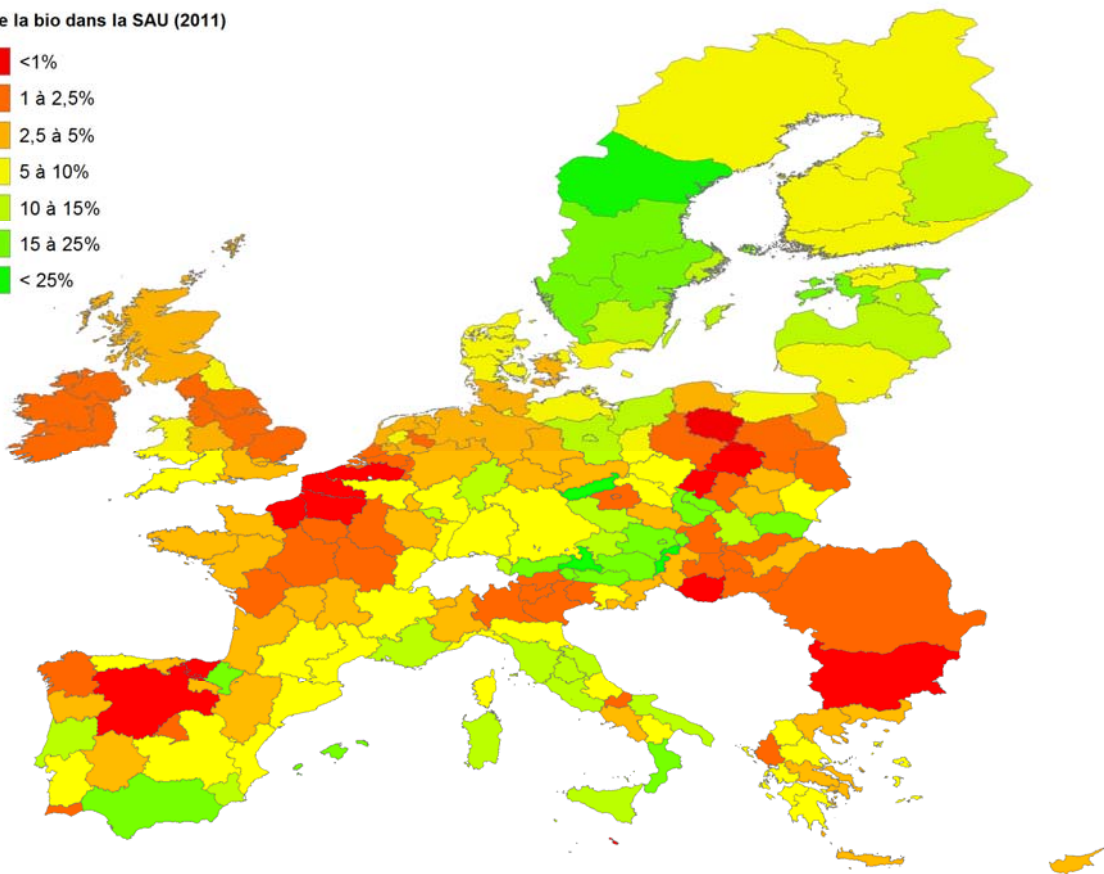 e la bio dans la SAU (2011)
<1%
1 à 2,5%
2,5 à 5%
5 à 10%
10 à 15%
15 à 25%
< 25%